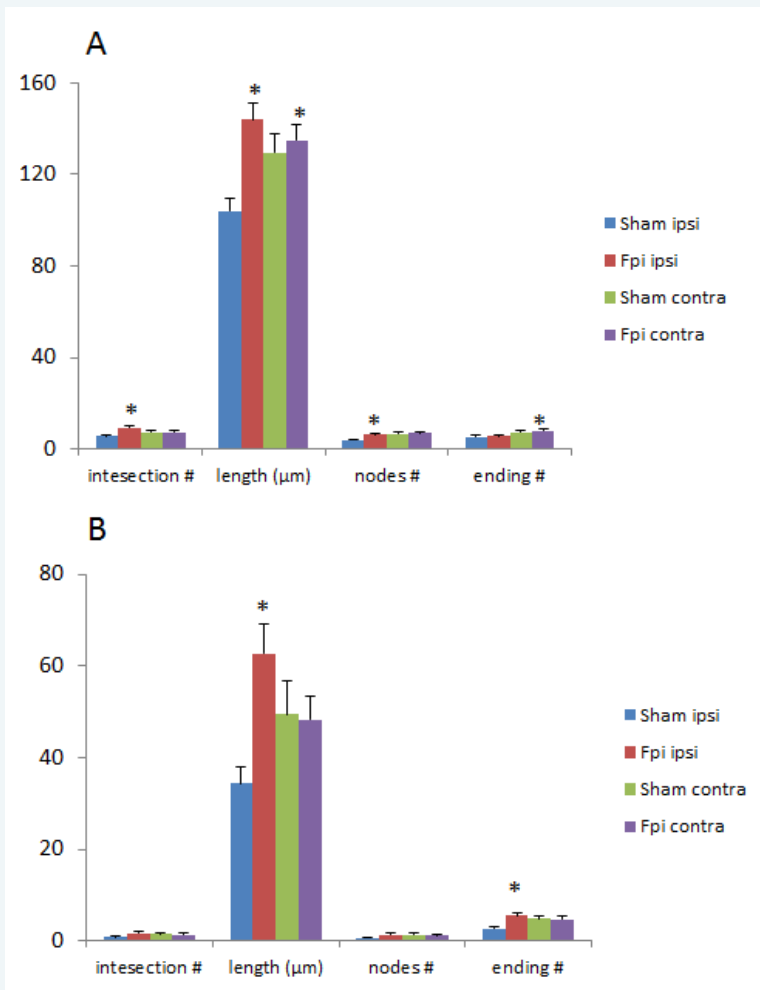 A
160
120
80
40
0
*
*
*
*
*
intesection #
length (μm)
nodes #
ending #
Sham ipsi
Fpi ipsi
Sham contra
Fpi contra
B
80
60
40
20
0
*
*
intesection #
length (μm)
nodes #
ending #
Sham ipsi
Fpi ipsi
Sham contra
Fpi contra